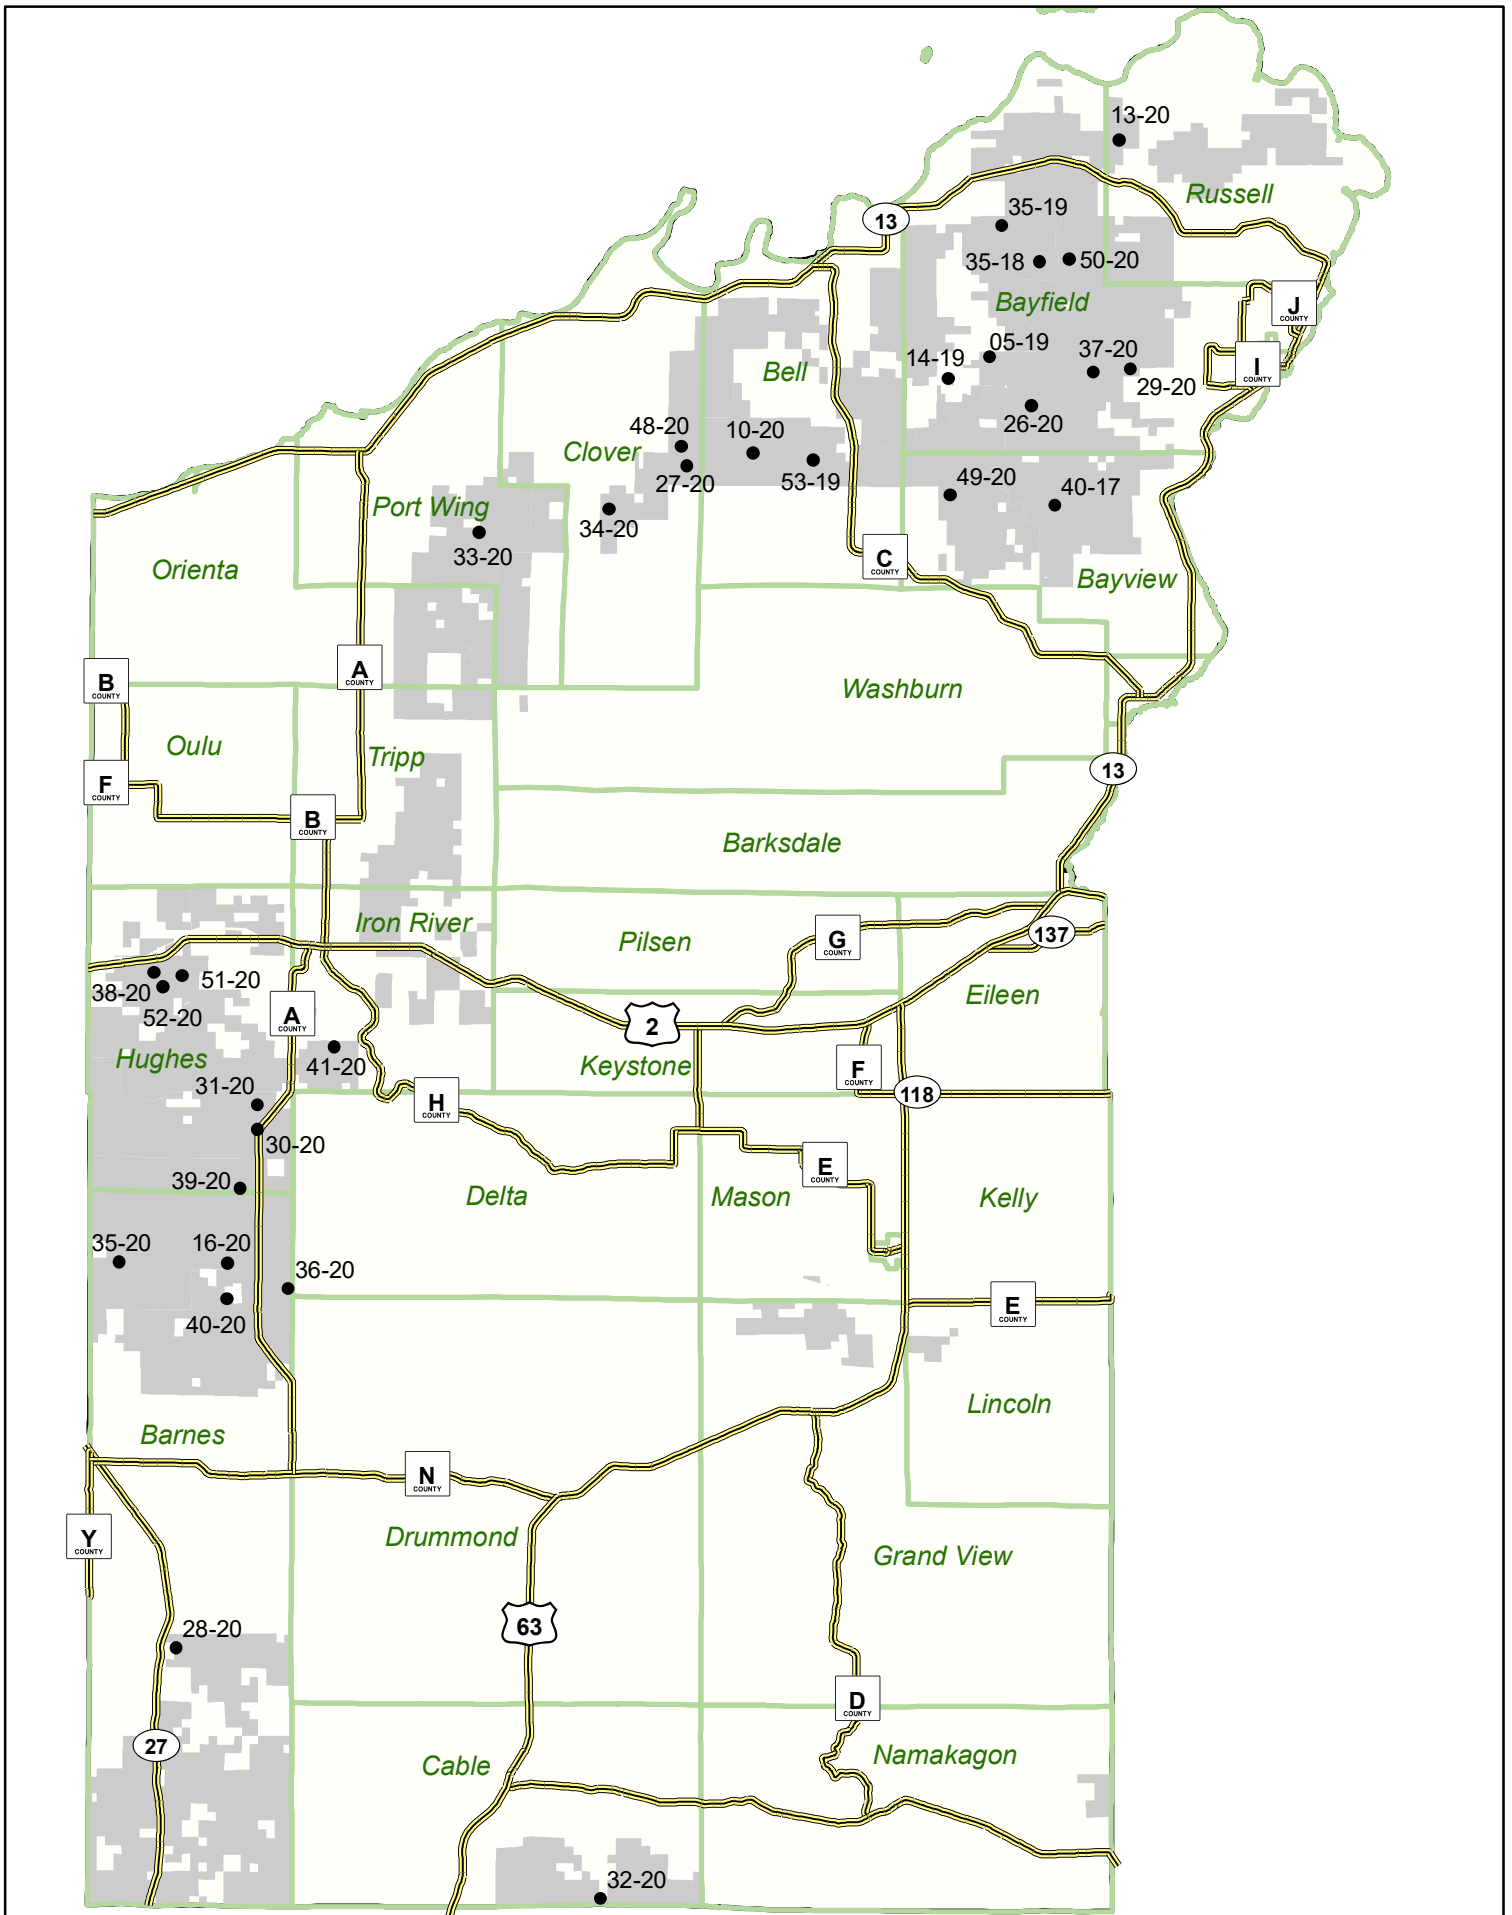 13-20
Russell
13
35-19
35-18
50-20
Bayfield
J
COUNTY
05-19
14-19
37-20
I
COUNTY
29-20
Bell
26-20
48-20
10-20
Clover
27-20
53-19
49-20
40-17
Port Wing
34-20
33-20
C
COUNTY
Orienta
Bayview
B
COUNTY
A
COUNTY
Washburn
Oulu
Tripp
13
F
COUNTY
B
COUNTY
Barksdale
Iron River
Pilsen
G
COUNTY
137
38-20
51-20
52-20
A
COUNTY
Eileen
2
Hughes
41-20
Keystone
F
COUNTY
31-20
H
COUNTY
118
30-20
39-20
Delta
Mason
E
COUNTY
Kelly
35-20
16-20
36-20
40-20
E
COUNTY
Lincoln
Barnes
N
COUNTY
Y
COUNTY
Drummond
Grand View
28-20
63
D
COUNTY
27
Cable
Namakagon
32-20